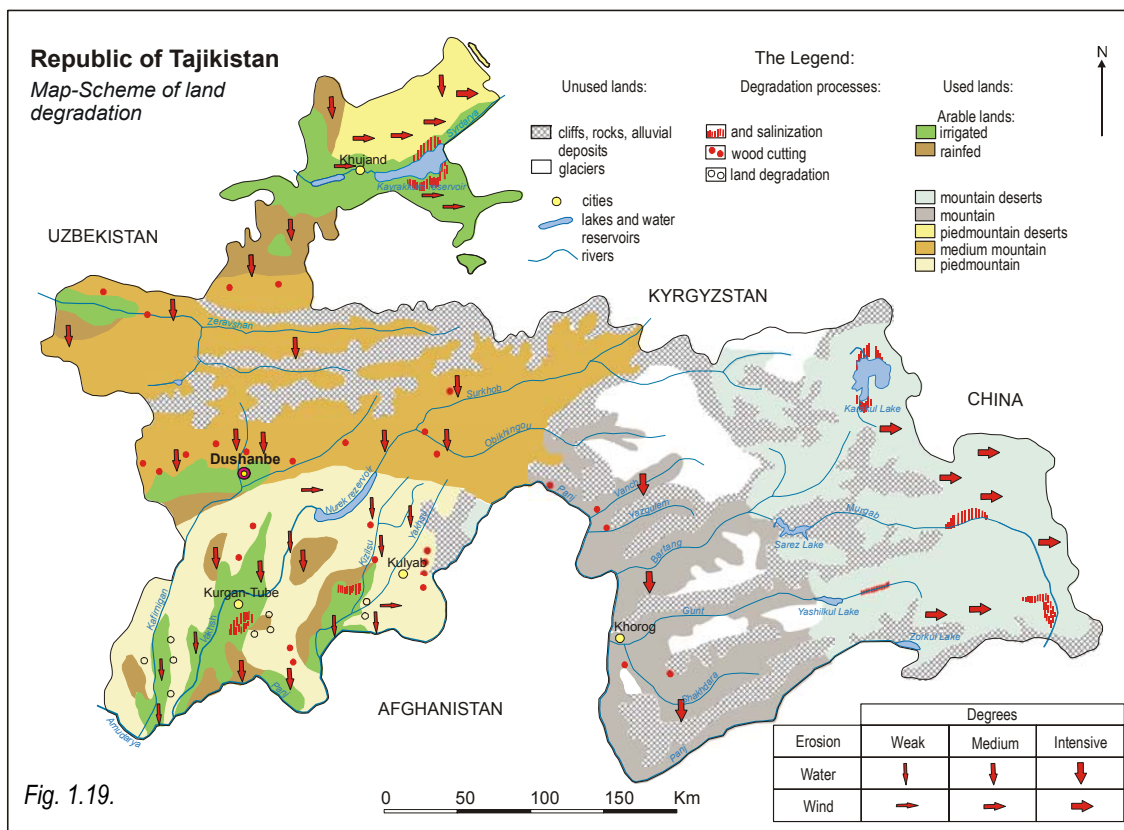 Republic of Tajikistan
Map-Scheme of land
degradation
The Legend:
Unused lands:
cliffs, rocks, alluvial
deposits
glaciers
cities
lakes and water
reservoirs
rivers
Degradation processes:
and salinization
wood cutting
land degradation
Used lands:
Arable lands:
irrigated
rainfed
mountain deserts
mountain
piedmountain deserts
medium mountain
piedmountain
N
Syrdarya
Khujand
Kayrakkum reservoir
UZBEKISTAN
KYRGYZSTAN
Zeravshan
Surkhob
Obikhingou
Karakul Lake
CHINA
Dushanbe
Nurek rezervoir
Panj
Vanch
Yazgulem
Murgab
Bartang
Sarez Lake
Kafirnigan
Vaksh
Kizilsu
Yakhsu
Kulyab
Kurgan-Tube
Gunt
Yashilkul Lake
Khorog
Zorkul Lake
Shakhdara
Panj
Panj
Amudarya
AFGHANISTAN
Degrees
Erosion Weak Medium Intensive
Water
Wind
Fig. 1.19.
0 50 100 150 Km